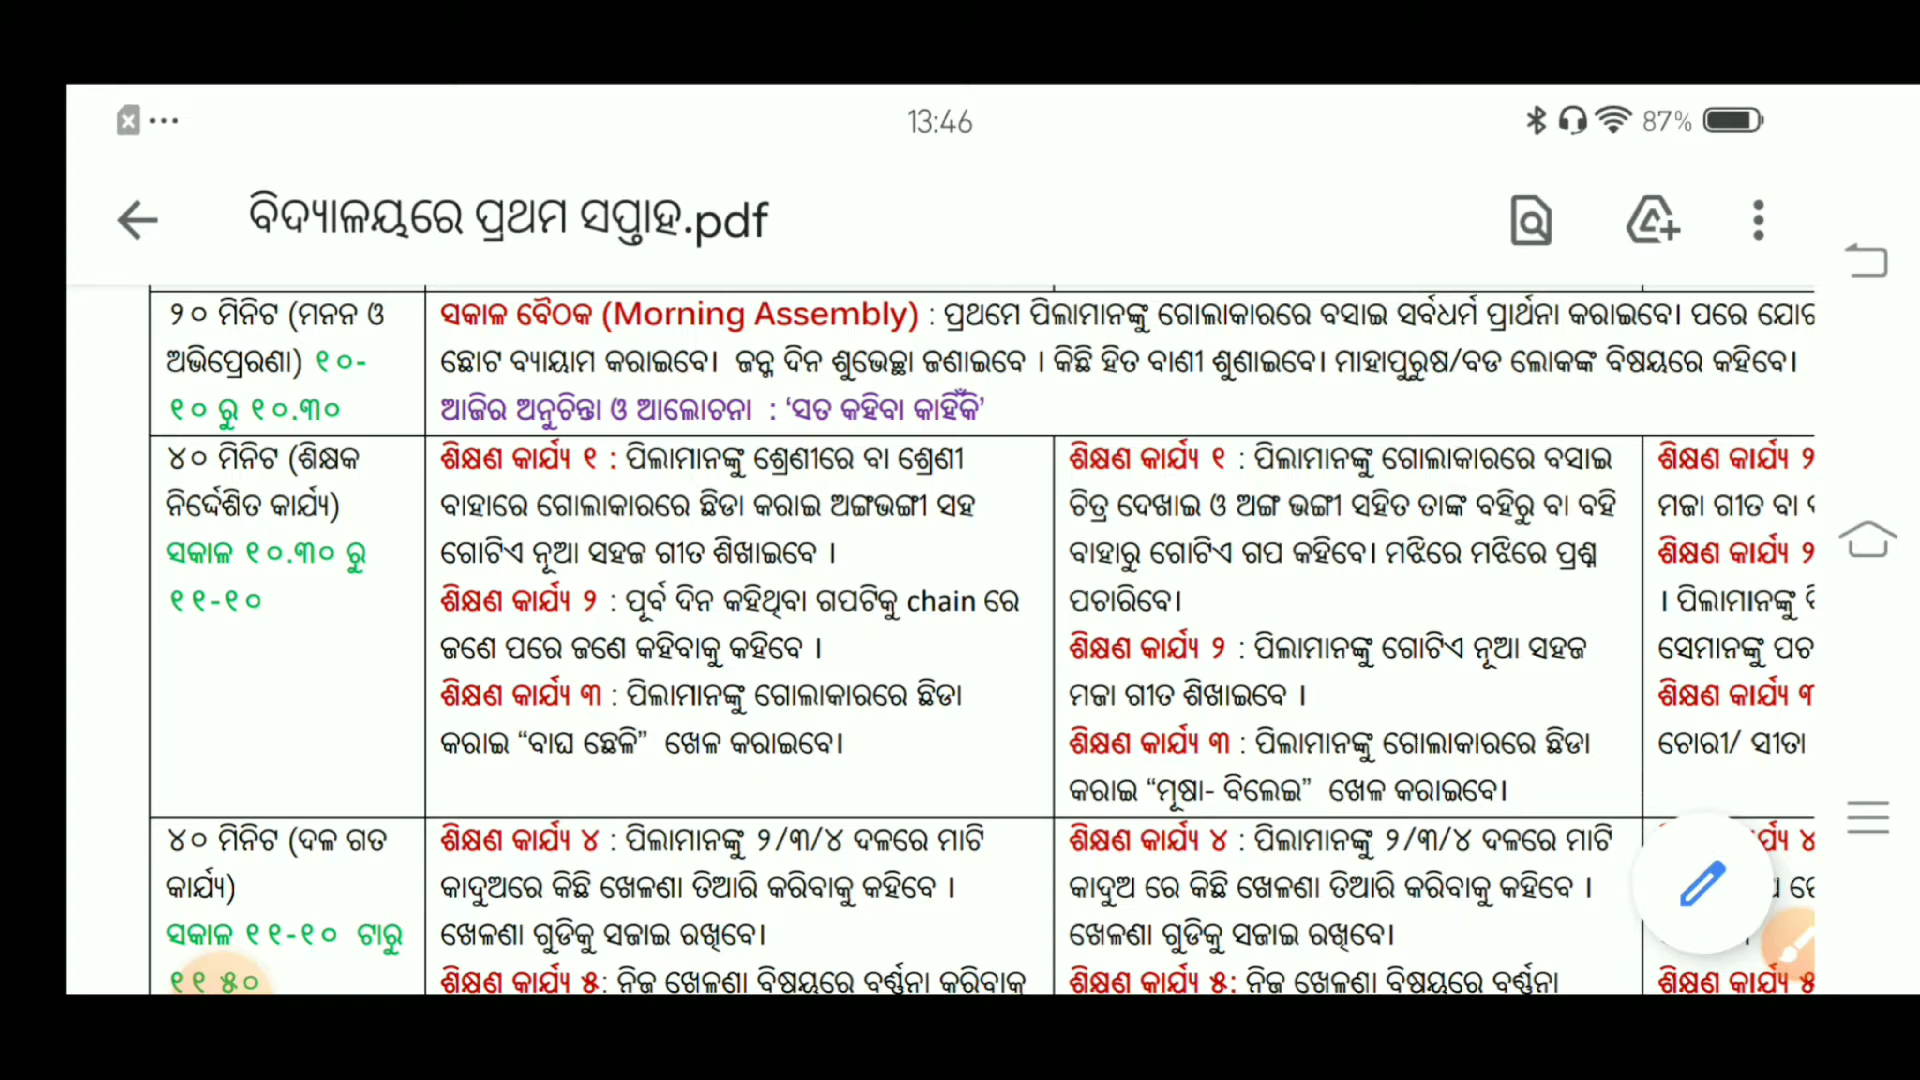 13:46
87%
ବିଦ୍ୟାଳୟରେ ପ୍ରଥମ ସପ୍ତାହ.pdf
୨୦ ମିନିଟ (ମନନ ଓ
ଅଭିପ୍ରେରଣା) ୧୦-
୧୦ ରୁ ୧୦.୩୦
ସକାଳ ବୈଠକ (Morning Assembly) : ପ୍ରଥମେ ପିଲାମାନଙ୍କୁ ଗୋଲାକାରରେ ବସାଇ ସର୍ବଧର୍ମ ପ୍ରାର୍ଥନା କରାଇବେ। ପରେ
ଛୋଟ ବ୍ୟାୟାମ କରାଇବେ। ଜନ୍ମ ଦିନ ଶୁଭେଚ୍ଛା ଜଣାଇବେ । କିଛି ହିତ ବାଣୀ ଶୁଣାଇବେ। ମାହାପୁରୁଷ/ବଡ ଲୋକଙ୍କ ବିଷୟରେ କହିବେ।
ଆଜିର ଅନୁଚିନ୍ତା ଓ ଆଲୋଚନା : ‘ସତ କହିବା କାହିଁକି’
୪୦ ମିନିଟ (ଶିକ୍ଷକ
ନିର୍ଦ୍ଦେଶିତ କାର୍ଯ୍ୟ)
ସକାଳ ୧୦.୩୦ ରୁ
୧୧-୧୦
ଶିକ୍ଷଣ କାର୍ଯ୍ୟ ୧ : ପିଲାମାନଙ୍କୁ ଶ୍ରେଣୀରେ ବା ଶ୍ରେଣୀ
ବାହାରେ ଗୋଲାକାରରେ ଛିଡା କରାଇ ଅଙ୍ଗଭଙ୍ଗୀ ସହ
ଗୋଟିଏ ନୂଆ ସହଜ ଗୀତ ଶିଖାଇବେ ।
ଶିକ୍ଷଣ କାର୍ଯ୍ୟ ୨ : ପୂର୍ବ ଦିନ କହିଥିବା ଗପଟିକୁ chain ରେ
ଜଣେ ପରେ ଜଣେ କହିବାକୁ କହିବେ ।
ଶିକ୍ଷଣ କାର୍ଯ୍ୟ ୩ : ପିଲାମାନଙ୍କୁ ଗୋଲାକାରରେ ଛିଡା
କରାଇ “ବାଘ ଛେଳି” ଖେଳ କରାଇବେ।
ଶିକ୍ଷଣ କାର୍ଯ୍ୟ ୧ : ପିଲାମାନଙ୍କୁ ଗୋଲାକାରରେ ବସାଇ
ଚିତ୍ର ଦେଖାଇ ଓ ଅଙ୍ଗ ଭଙ୍ଗୀ ସହିତ ତାଙ୍କ ବହିରୁ ବା ବହି
ବାହାରୁ ଗୋଟିଏ ଗପ କହିବେ। ମଝିରେ ମଝିରେ ପ୍ରଶ୍ନ
ପଚାରିବେ।
ଶିକ୍ଷଣ କାର୍ଯ୍ୟ ୨ : ପିଲାମାନଙ୍କୁ ଗୋଟିଏ ନୂଆ ସହଜ
ମଜା ଗୀତ ଶିଖାଇବେ ।
ଶିକ୍ଷଣ କାର୍ଯ୍ୟ ୩ : ପିଲାମାନଙ୍କୁ ଗୋଲାକାରରେ ଛିଡା
କରାଇ “ମୂଷା- ବିଲେଇ” ଖେଳ କରାଇବେ।
ଶିକ୍ଷଣ କାର୍ଯ୍ୟ ୨
ମଜା ଗୀତ ବା
ଶିକ୍ଷଣ କାର୍ଯ୍ୟ ୨
। ପିଲାମାନଙ୍କୁ
ସେମାନଙ୍କୁ
ଶିକ୍ଷଣ କାର୍ଯ୍ୟ ୩
ଚୋରୀ/ ସୀତା
୪୦ ମିନିଟ (ଦଳ ଗତ
କାର୍ଯ୍ୟ)
ସକାଳ ୧୧-୧୦ ଟାରୁ
୧୧ ୫୦
ଶିକ୍ଷଣ କାର୍ଯ୍ୟ ୪ : ପିଲାମାନଙ୍କୁ ୨/୩/୪ ଦଳରେ ମାଟି
କାଦୁଅରେ କିଛି ଖେଳଣା ତିଆରି କରିବାକୁ କହିବେ ।
ଖେଳଣା ଗୁଡିକୁ ସଜାଇ ରଖିବେ।
ଶିକ୍ଷଣ କାର୍ଯ୍ୟ ୫: ନିଜ ଖେଳଣା ବିଷୟରେ ବର୍ଣ୍ଣନା କରିବାକୁ
ଶିକ୍ଷଣ କାର୍ଯ୍ୟ ୪ : ପିଲାମାନଙ୍କୁ ୨/୩/୪ ଦଳରେ ମାଟି
କାଦୁଅ ରେ କିଛି ଖେଳଣା ତିଆରି କରିବାକୁ କହିବେ ।
ଖେଳଣା ଗୁଡିକୁ ସଜାଇ ରଖିବେ।
ଶିକ୍ଷଣ କାର୍ଯ୍ୟ ୫: ନିଜ ଖେଳଣା ବିଷୟରେ ବର୍ଣ୍ଣନା
ଶିକ୍ଷଣ କାର୍ଯ୍ୟ ୫